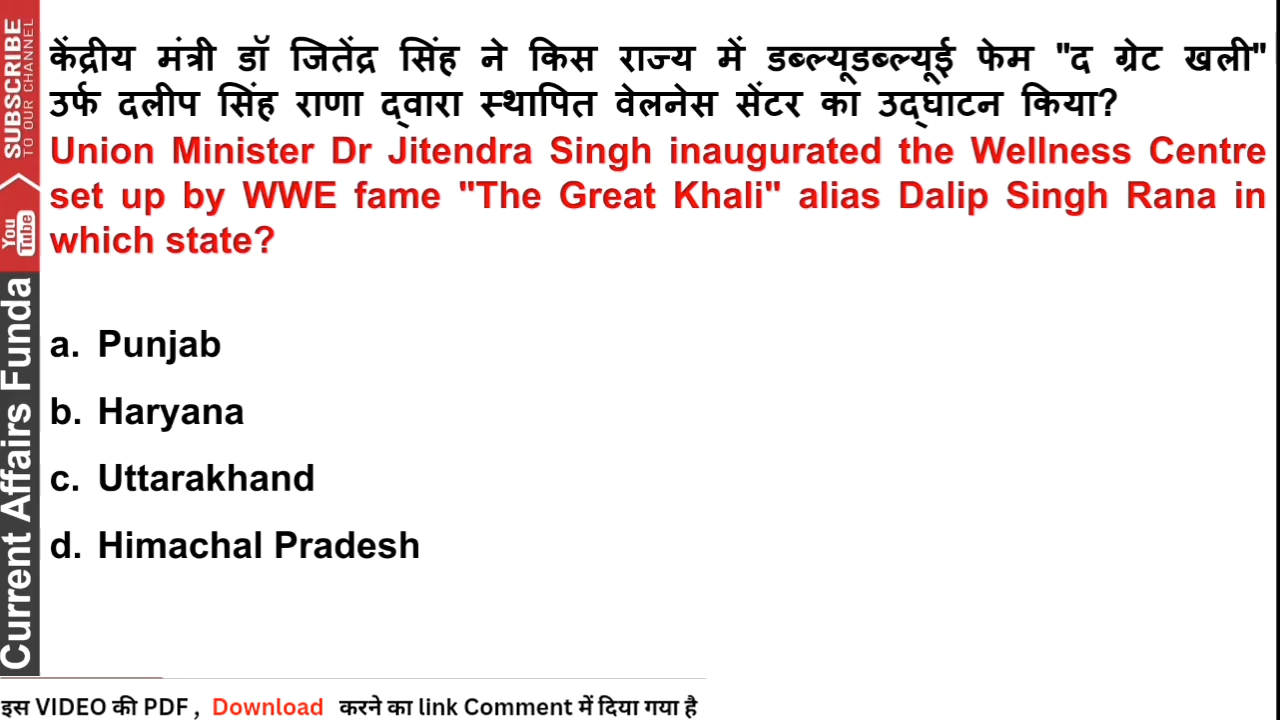 केंद्रीय मंत्री डॉ जितेंद्र सिंह ने किस राज्य में डब्ल्यूडब्ल्यूई फेम "द ग्रेट खली"
उर्फ दलीप सिंह राणा द्वारा स्थापित वेलनेस सेंटर का उद्घाटन किया?
Union Minister Dr Jitendra Singh inaugurated the Wellness Centre
set up by WWE fame "The Great Khali" alias Dalip Singh Rana in
which state?
a. Punjab
b. Haryana
c. Uttarakhand
d. Himachal Pradesh
SUBSCRIBE
TO OUR CHANNEL
You
Tube
Current Affairs Funda
इस VIDEO की PDF , Download करने का link Comment में दिया गया है